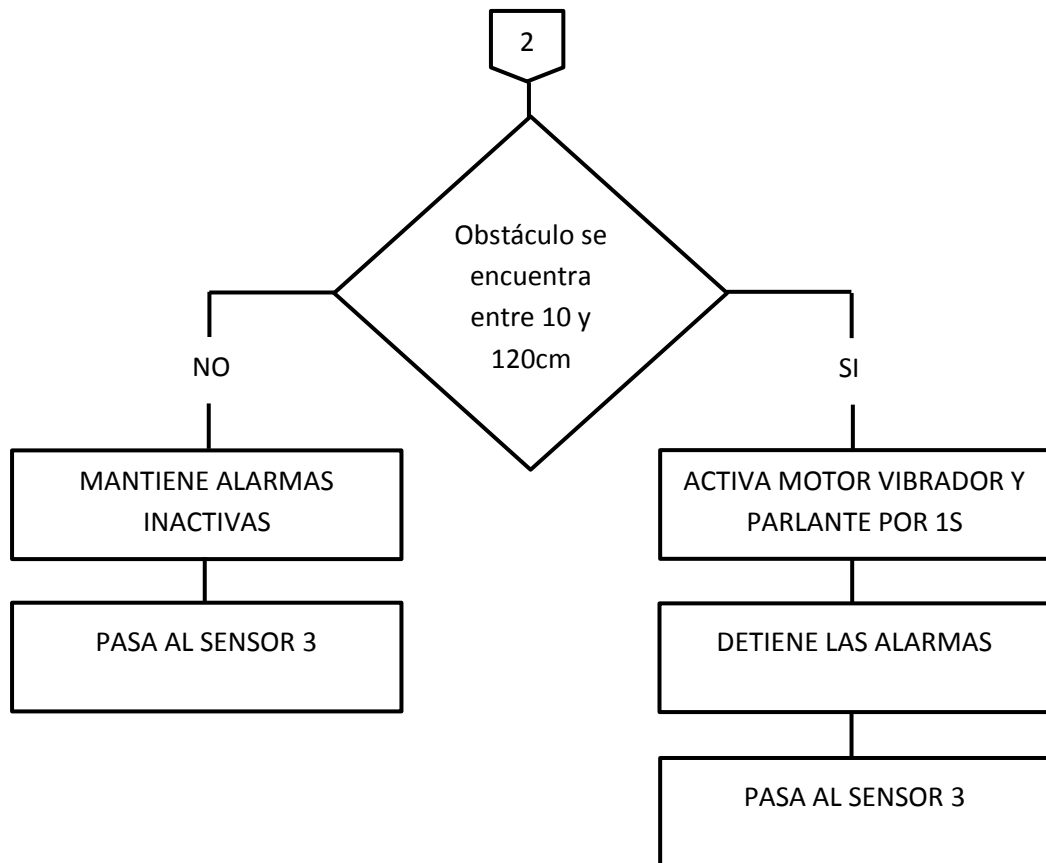 2
Obstáculo se
encuentra
entre 10 y
120cm
NO
SI
MANTIENE ALARMAS
INACTIVAS
ACTIVA MOTOR VIBRADOR Y
PARLANTE POR 1S
PASA AL SENSOR 3
DETIENE LAS ALARMAS
PASA AL SENSOR 3